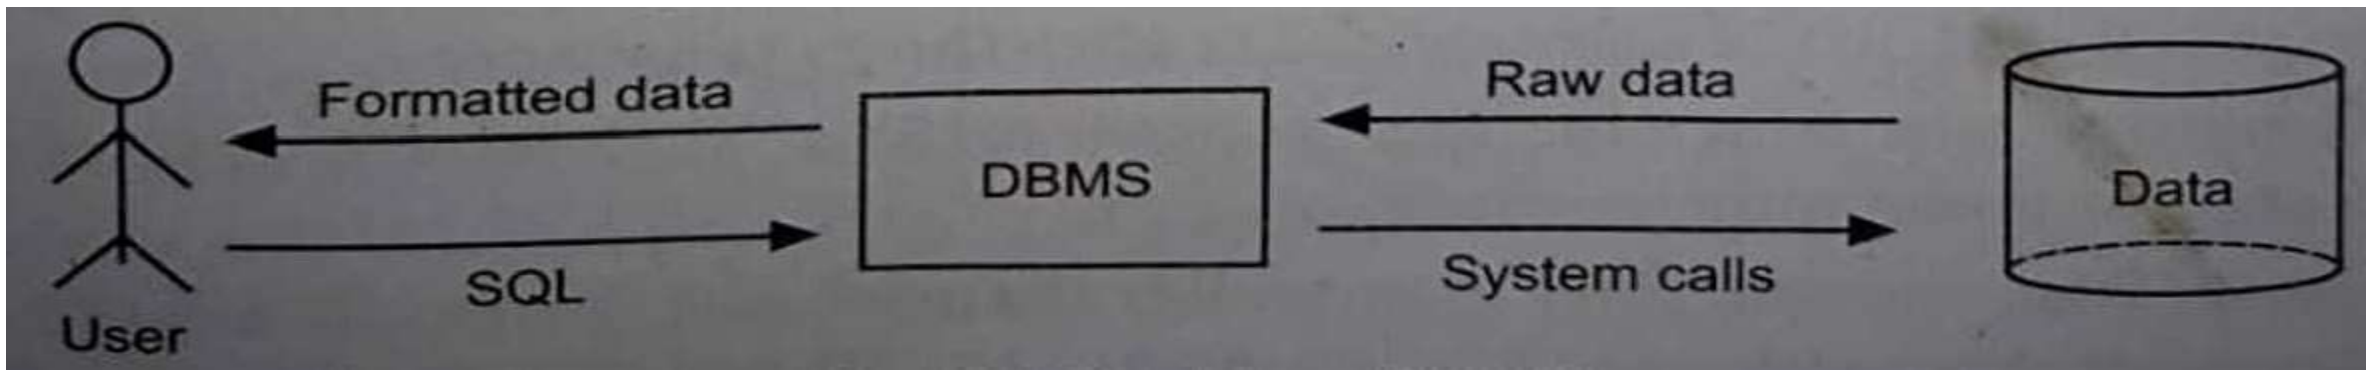 Formatted data
Raw data
DBMS
Data
SQL
System calls
User